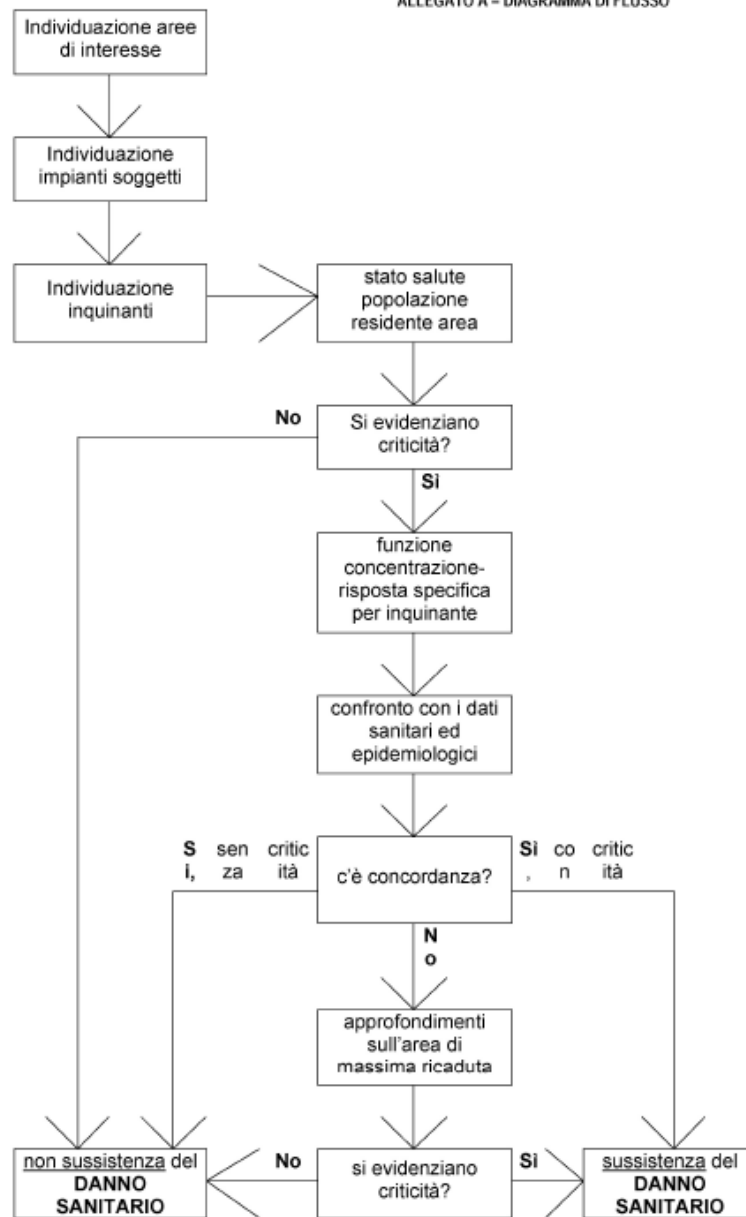 ALLEGATO A – DIAGRAMMA DI FLUSSO
Individuazione aree
di interesse
Individuazione
impianti soggetti
Individuazione
inquinanti
stato salute
popolazione
residente area
No
Si evidenziano
criticità?
Sì
funzione
concentrazione-
risposta specifica
per inquinante
confronto con i dati
sanitari ed
epidemiologici
S sen critic
i, za ità
c'è concordanza?
Sì co critic
, n ità
N
o
approfondimenti
sull'area di
massima ricaduta
non sussistenza del
DANNO
SANITARIO
No
si evidenziano
criticità?
Sì
sussistenza del
DANNO
SANITARIO